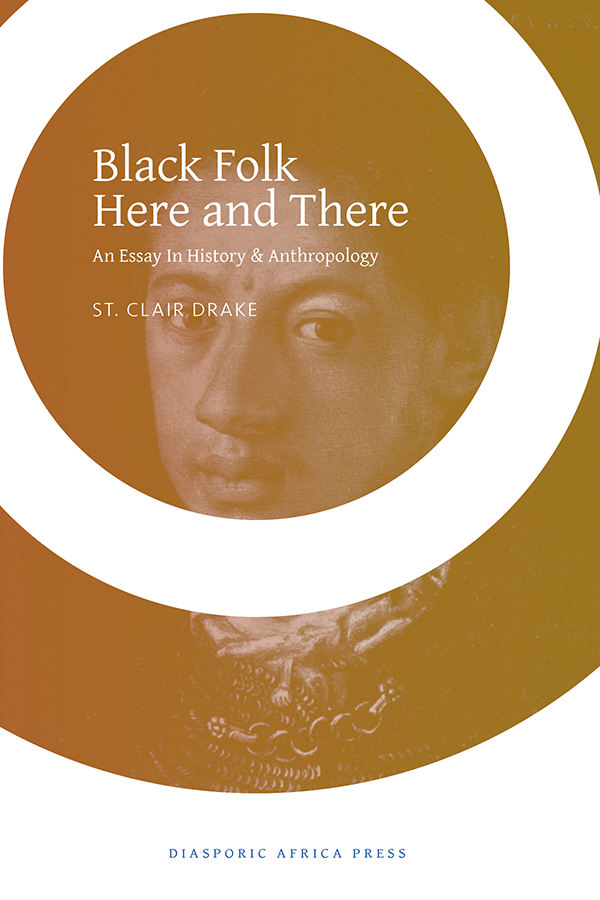 Black Folk
Here and There
An Essay In History & Anthropology
ST. CLAIR DRAKE
DIASPORIC AFRICA PRESS